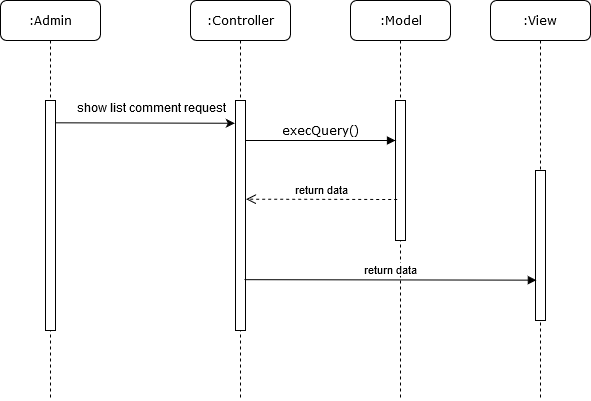 :Admin
:Controller
:Model
:View
show list comment request
execQuery()
return data
return data